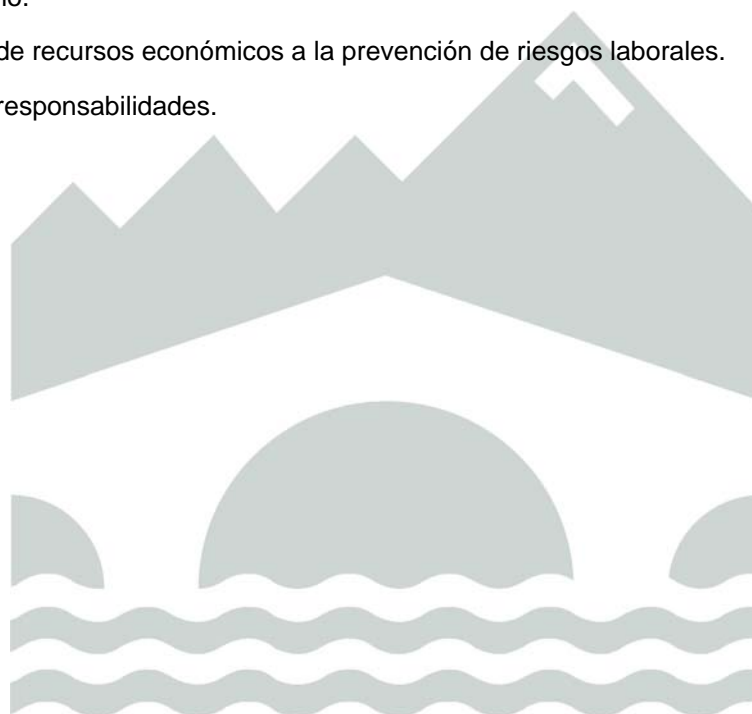 de recursos económicos a la prevención de riesgos laborales.
responsabilidades.